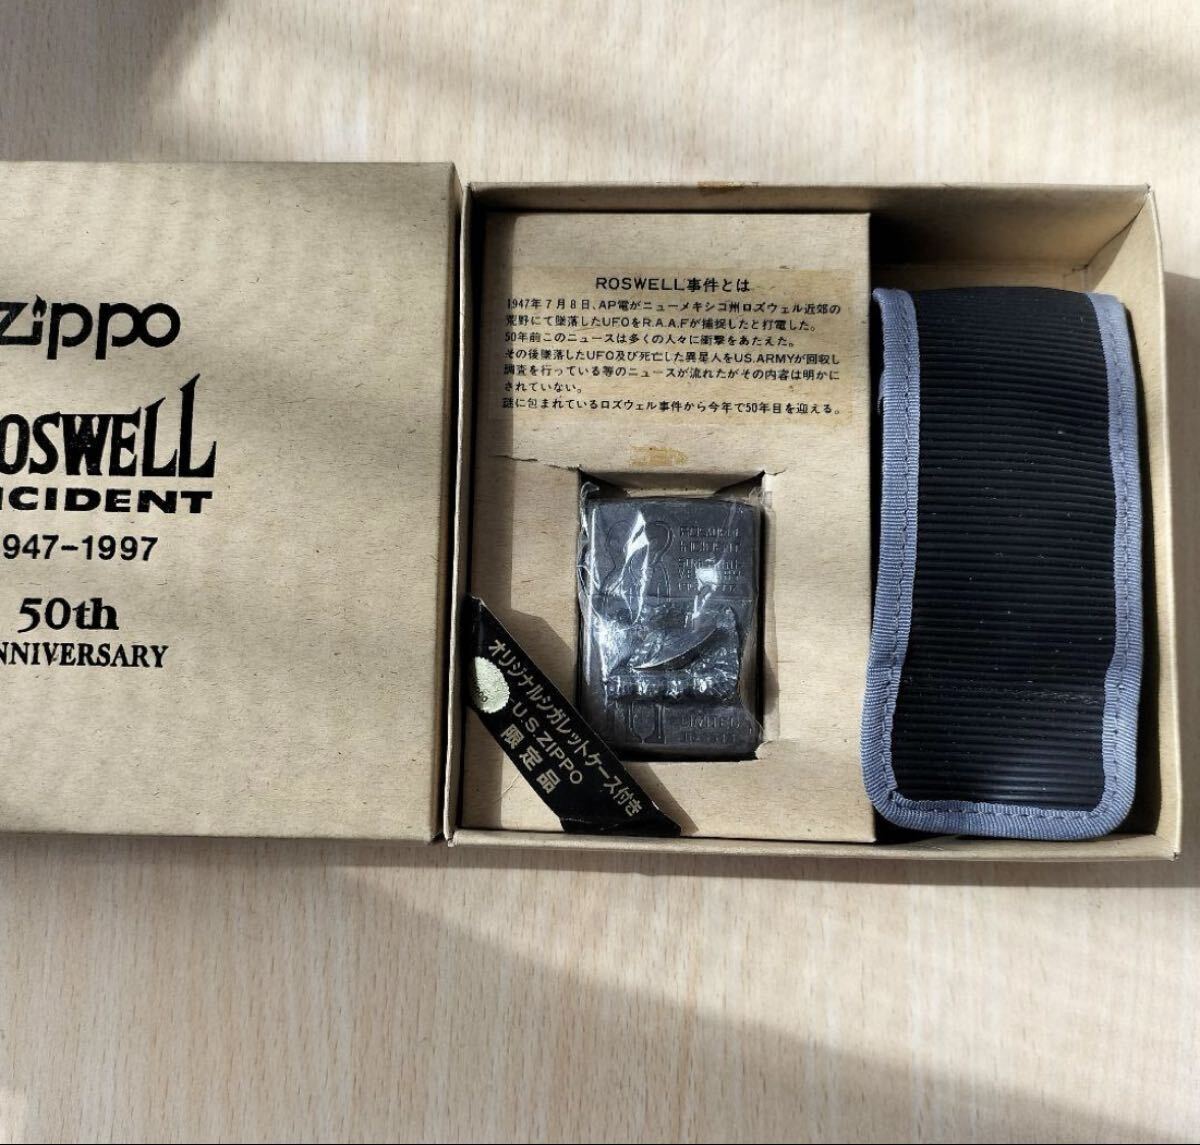 zippo
ROSWELL
INCIDENT
1947-1997
50th
ANNIVERSARY
ROSWELL事件とは
1947年7月8日、AP電がニューメキシコ州ロズウェル近郊の
荒野にて墜落したUFOをR.A.A.Fが捕捉したと打電した。
50年前このニュースは多くの人々に衝撃をあたえた。
その後墜落したUFO及び死亡した異星人をUS.ARMYが回収し
調査を行っている等のニュースが流れたがその内容は明かに
されていない。
謎に包まれているロズウェル事件から今年で50年目を迎える。
オリジナルシガレットケース付き
U.S.ZIPPO
限定品
LIMITED